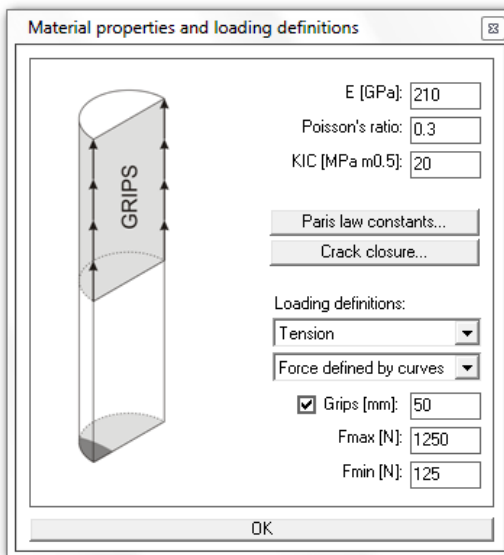 Material properties and loading definitions
E [GPa]: 210
Poisson's ratio: 0.3
KIC [MPa m0.5]: 20
GRIPS
Paris law constants...
Crack closure...
Loading definitions:
Tension
Force defined by curves
Grips [mm]: 50
Fmax [N]: 1250
Fmin [N]: 125
OK